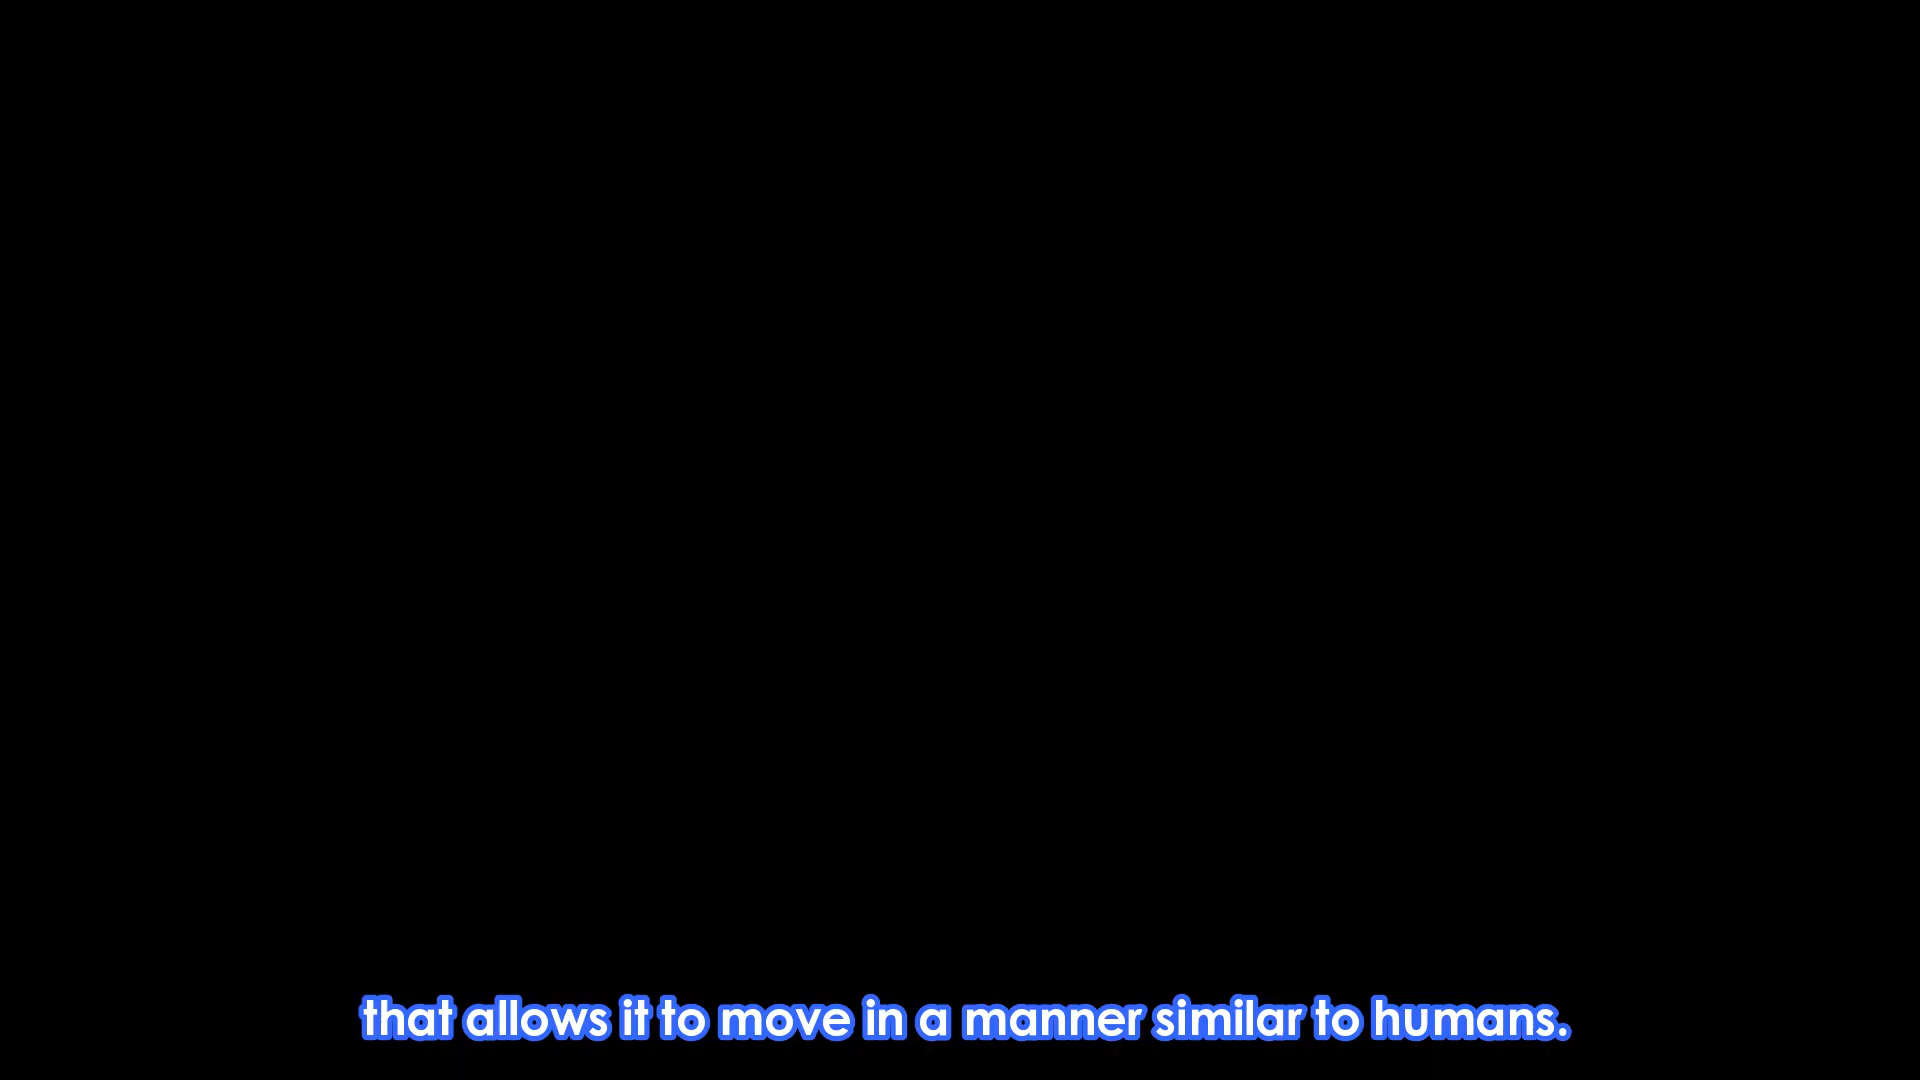 that allows it to move in a manner similar to humans.